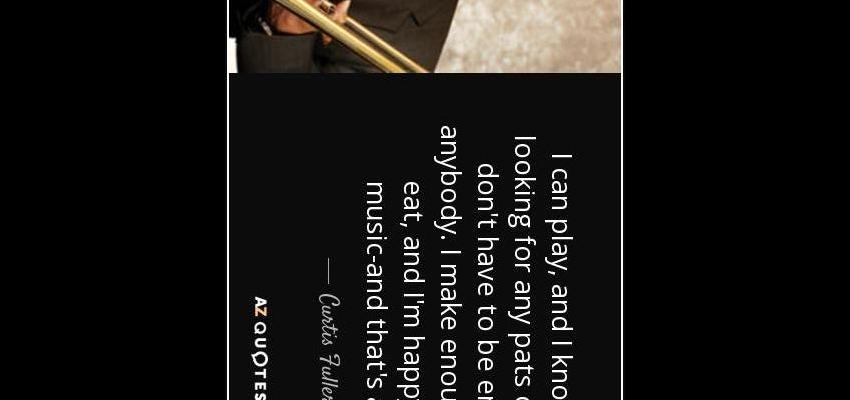 I can play, and I kno
looking for any pats
don't have to be
anybody. I make enou
eat, and I'm happ
music-and that's
— Curtis Fuller
AZ QUOTES